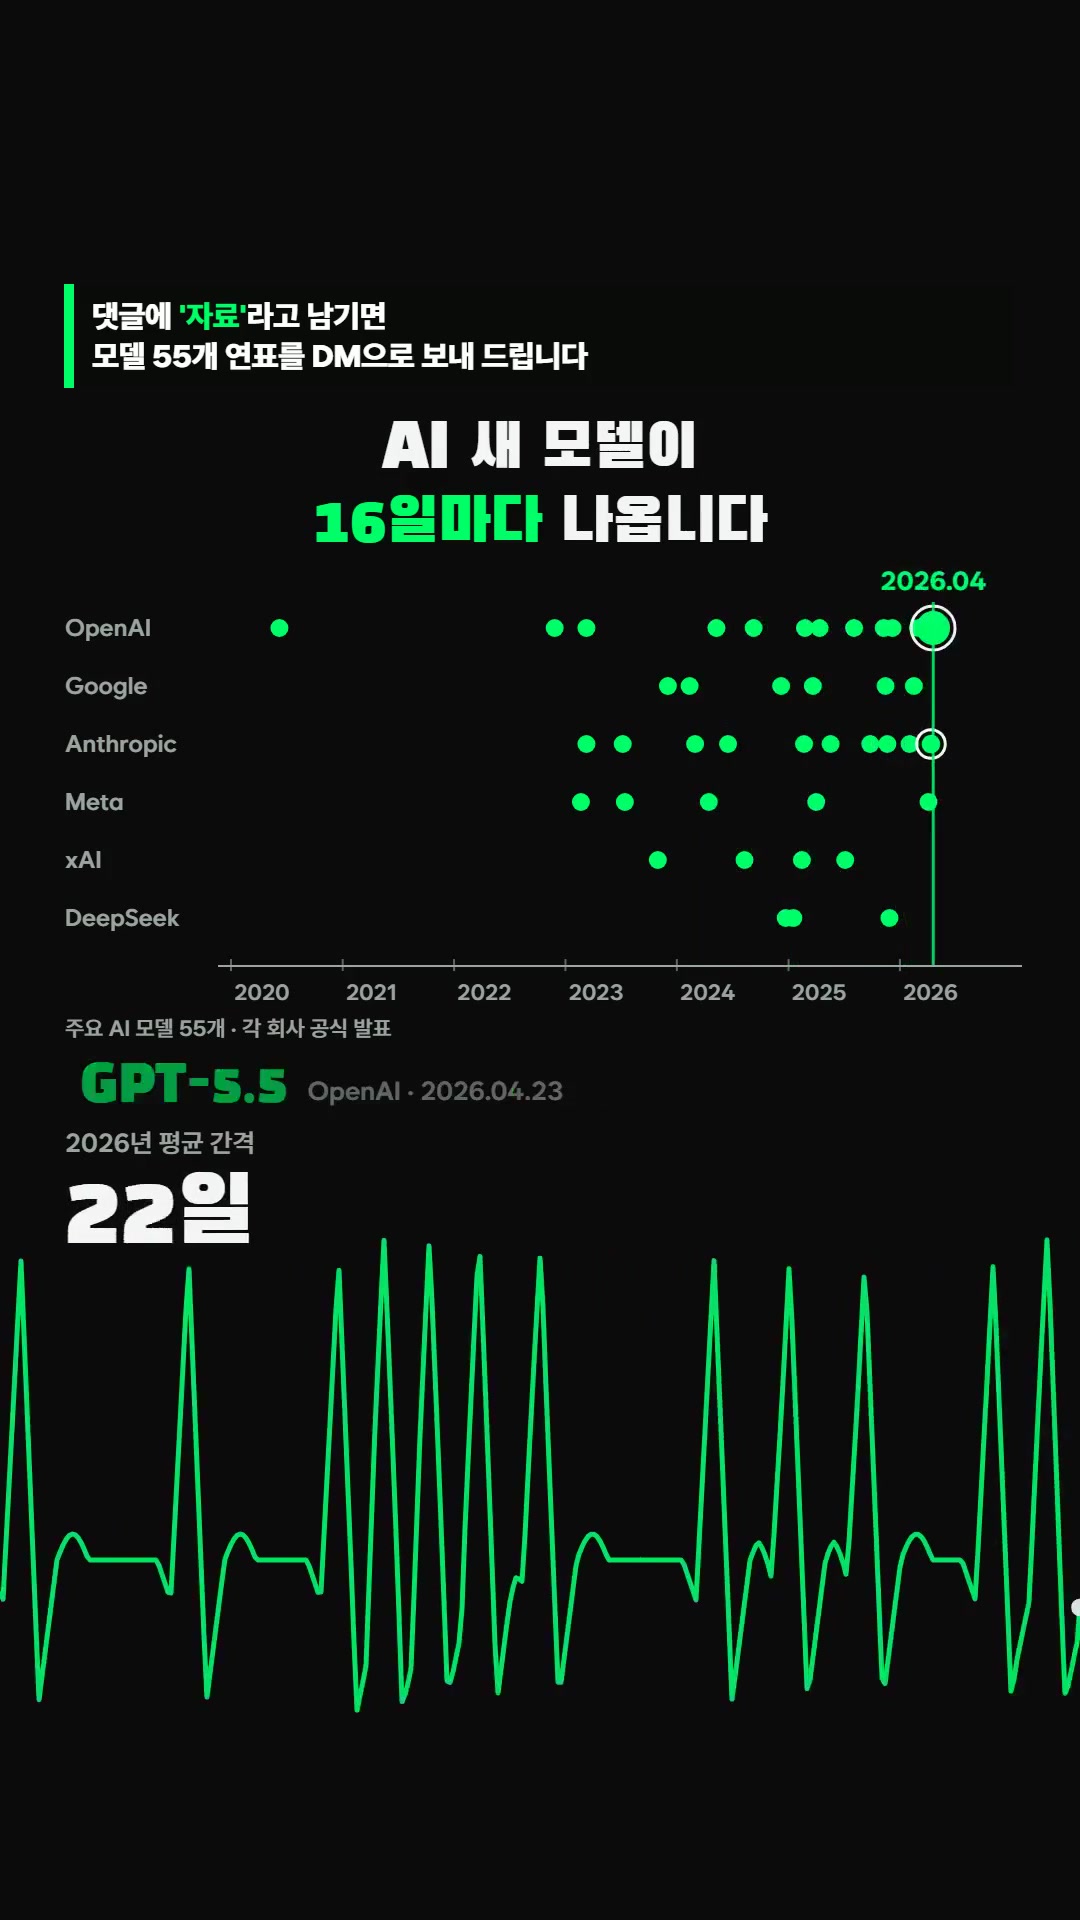 댓글에 '자료'라고 남기면
모델 55개 연표를 DM으로 보내 드립니다
AI 새 모델이
16일마다 나옵니다
2026.04
OpenAI
Google
Anthropic
Meta
xAI
DeepSeek
2020 2021 2022 2023 2024 2025 2026
주요 AI 모델 55개 · 각 회사 공식 발표
GPT-5.5 OpenAI · 2026.04.23
2026년 평균 간격
22일